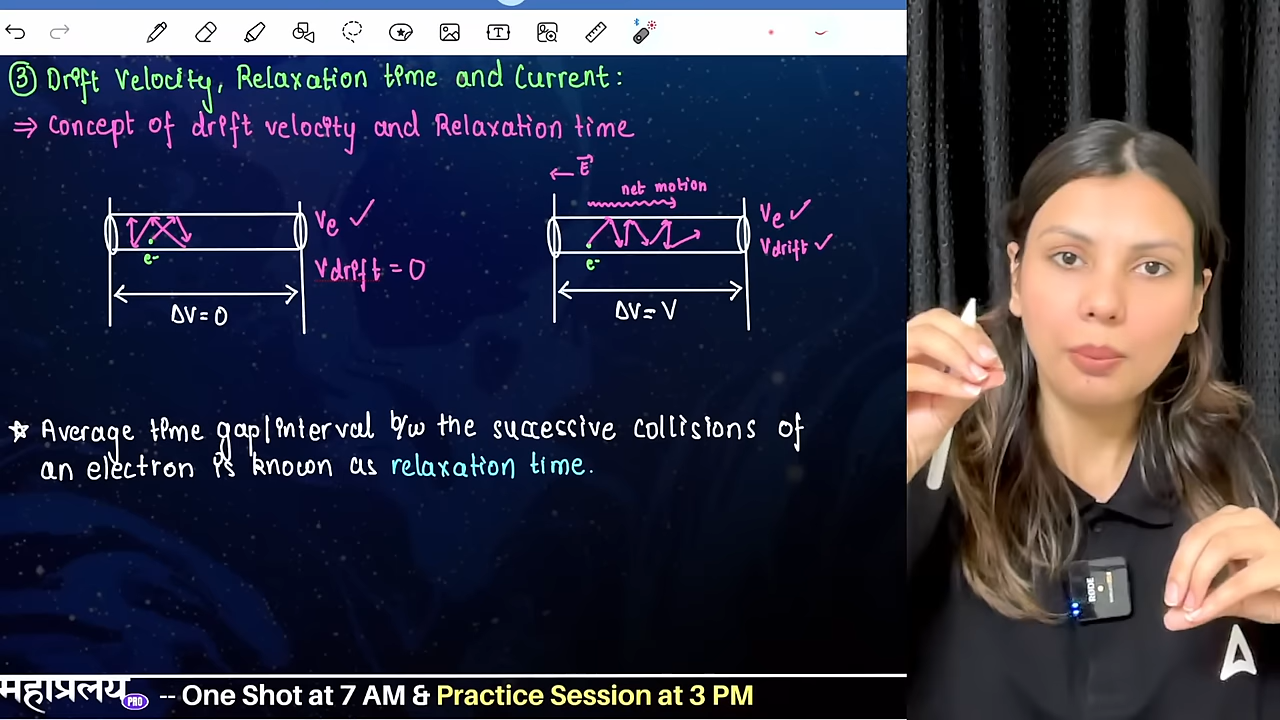 ③ Drift Velocity, Relaxation time and Current:
⇒ Concept of drift velocity and Relaxation time
← E⃗
net motion
Ve ✓
Vdrift = 0
e-
ΔV = 0
Ve ✓
Vdrift ✓
e-
ΔV = V
☆ Average time gap/interval b/w the successive collisions of
an electron is known as relaxation time.
RODE
महाप्रलय PRO -- One Shot at 7 AM & Practice Session at 3 PM